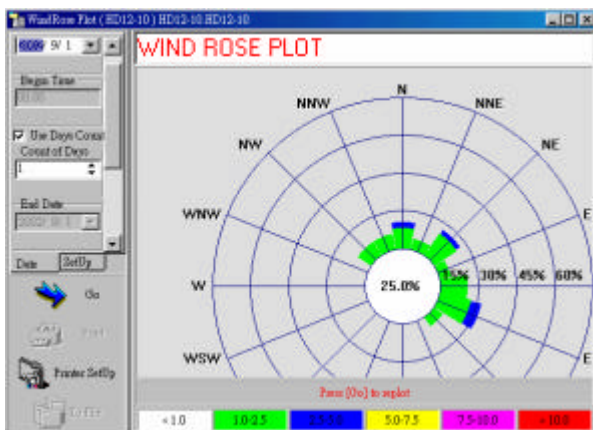 WindRose Plot (HD12-10) HD12-10.HD12-10
9/ 1
WIND ROSE PLOT
Begin Time
Use Days Count
Count of Days
1
End Date
Date
SetUp
Go
Print
Printer SetUp
N
NNW
NNE
NW
NE
WNW
E
W
25.0%
15% 30% 45% 60%
WSW
E
Press [Go] to replot
<1.0
1.0-2.5
5.0-7.5
7.5-10.0
>10.0